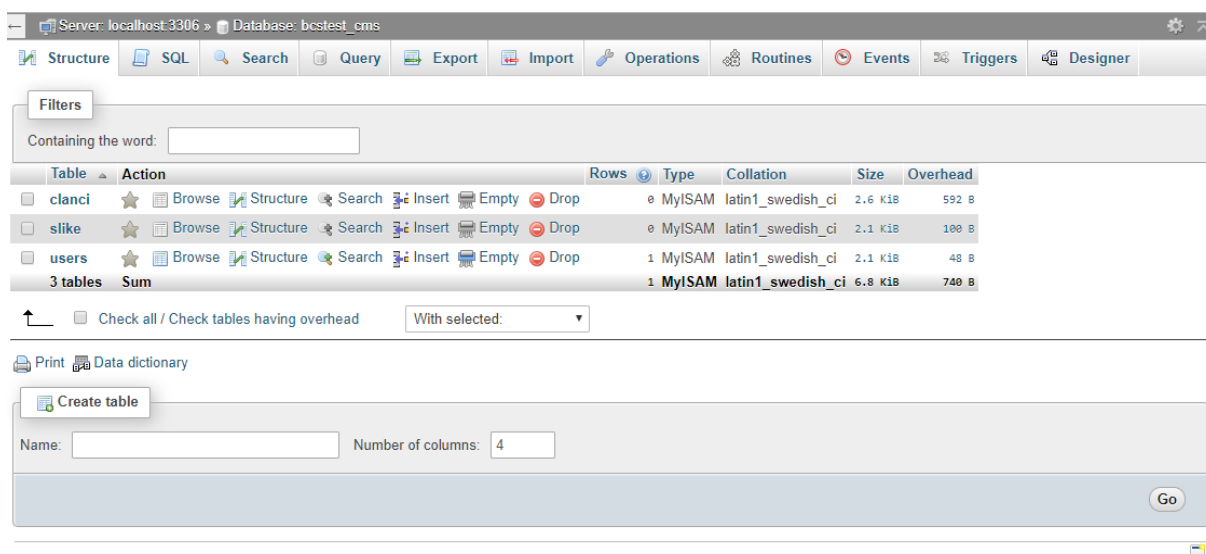 Server: localhost:3306 » Database: bcstest_cms
Structure SQL Search Query Export Import Operations Routines Events Triggers Designer
Filters
Containing the word:
Table Action Rows Type Collation Size Overhead
clanci Browse Structure Search Insert Empty Drop 0 MyISAM latin1_swedish_ci 2.6 KiB 592 B
slike Browse Structure Search Insert Empty Drop 0 MyISAM latin1_swedish_ci 2.1 KiB 100 B
users Browse Structure Search Insert Empty Drop 1 MyISAM latin1_swedish_ci 2.1 KiB 48 B
3 tables Sum 1 MyISAM latin1_swedish_ci 6.8 KiB 740 B
Check all / Check tables having overhead With selected:
Print Data dictionary
Create table
Name: Number of columns: 4
Go